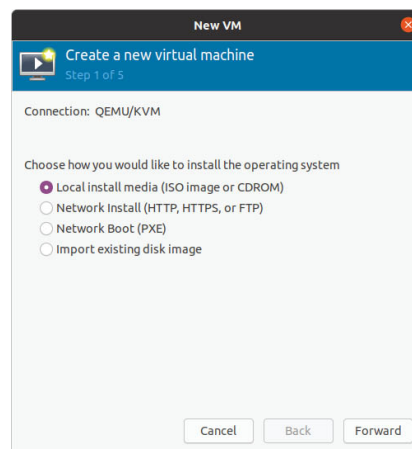 New VM
Create a new virtual machine
Step 1 of 5
Connection: QEMU/KVM
Choose how you would like to install the operating system
Local install media (ISO image or CDROM)
Network Install (HTTP, HTTPS, or FTP)
Network Boot (PXE)
Import existing disk image
Cancel Back Forward